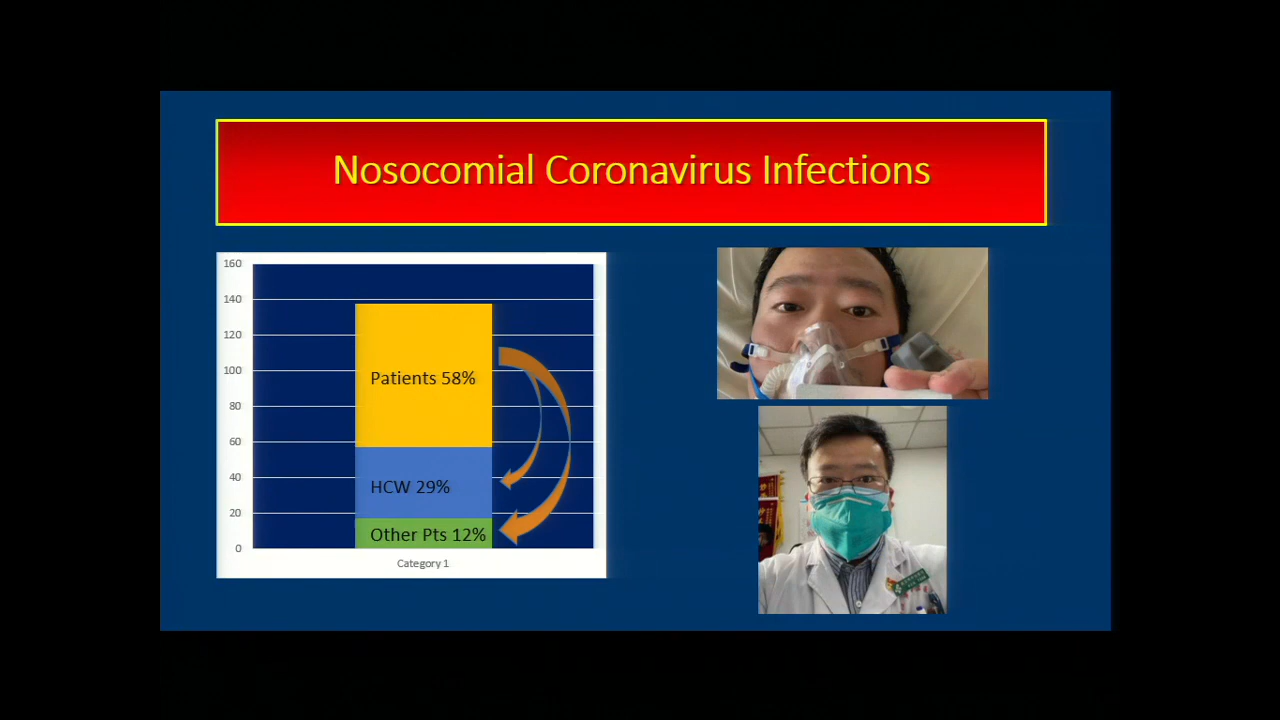 Nosocomial Coronavirus Infections
160
140
120
100
80
60
40
20
0
Patients 58%
HCW 29%
Other Pts 12%
Category 1